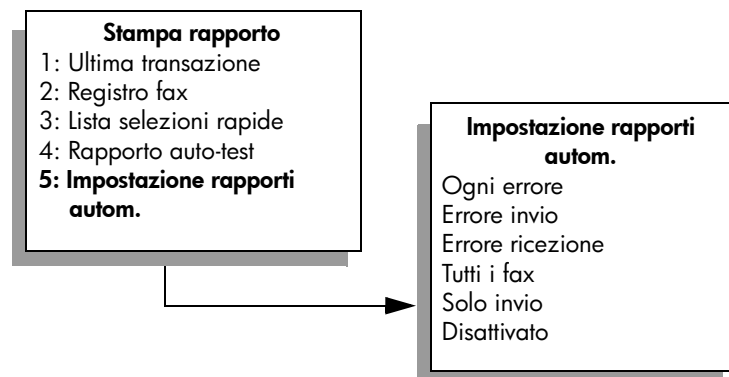 Stampa rapporto
1: Ultima transazione
2: Registro fax
3: Lista selezioni rapide
4: Rapporto auto-test
5: Impostazione rapporti
autom.
Impostazione rapporti
autom.
Ogni errore
Errore invio
Errore ricezione
Tutti i fax
Solo invio
Disattivato